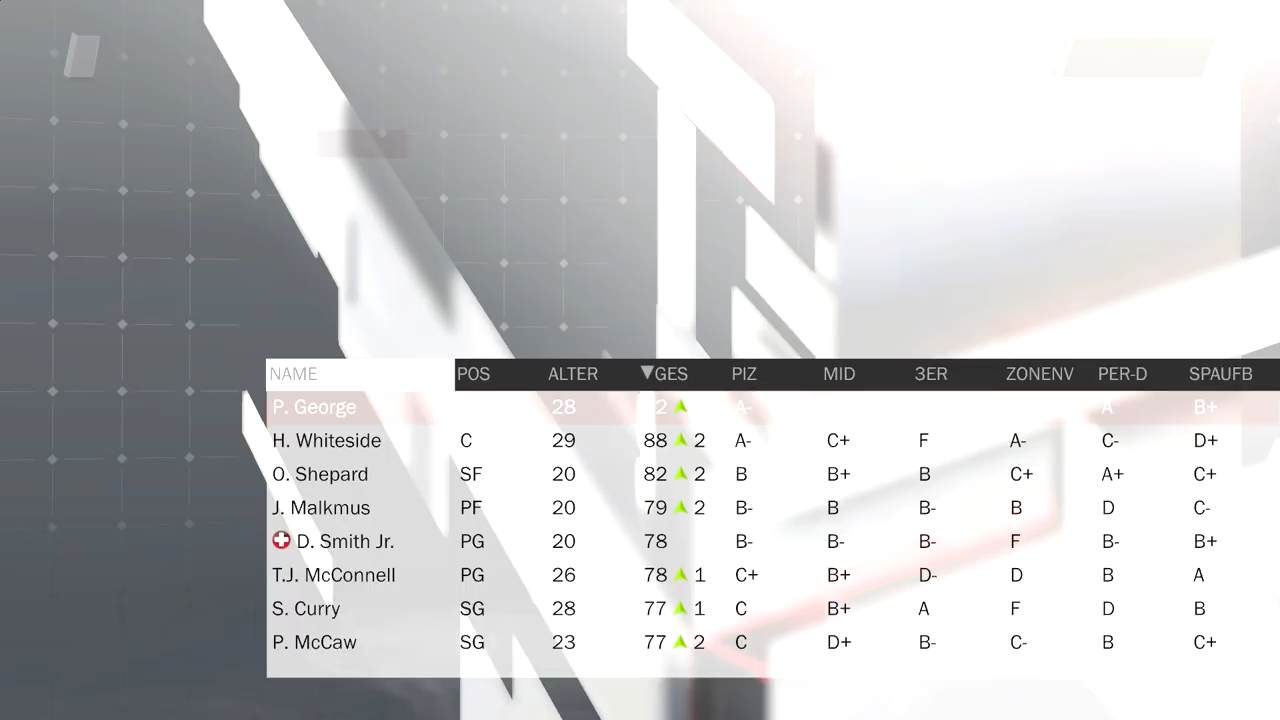 NAME POS ALTER ▼GES PIZ MID 3ER ZONENV PER-D SPAUFB
P. George 28 2 A- A B+
H. Whiteside C 29 88 2 A- C+ F A- C- D+
O. Shepard SF 20 82 2 B B+ B C+ A+ C+
J. Malkmus PF 20 79 2 B- B B- B D C-
D. Smith Jr. PG 20 78 B- B- B- F B- B+
T.J. McConnell PG 26 78 1 C+ B+ D- D B A
S. Curry SG 28 77 1 C B+ A F D B
P. McCaw SG 23 77 2 C D+ B- C- B C+